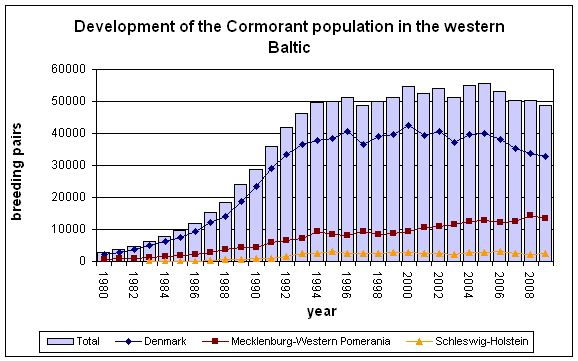 Development of the Cormorant population in the western
Baltic
60000
50000
40000
30000
20000
10000
0
breeding pairs
1980
1982
1984
1986
1988
1990
1992
1994
1996
1998
2000
2002
2004
2006
2008
year
Total
Denmark
Mecklenburg-Western Pomerania
Schleswig-Holstein